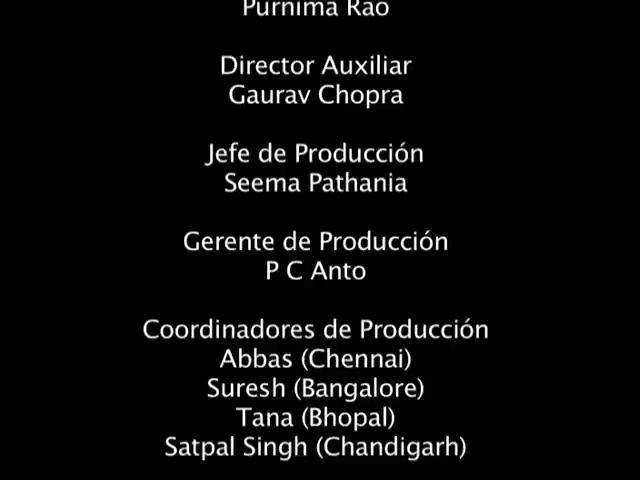 Purnima Rao
Director Auxiliar
Gaurav Chopra
Jefe de Producción
Seema Pathania
Gerente de Producción
P C Anto
Coordinadores de Producción
Abbas (Chennai)
Suresh (Bangalore)
Tana (Bhopal)
Satpal Singh (Chandigarh)